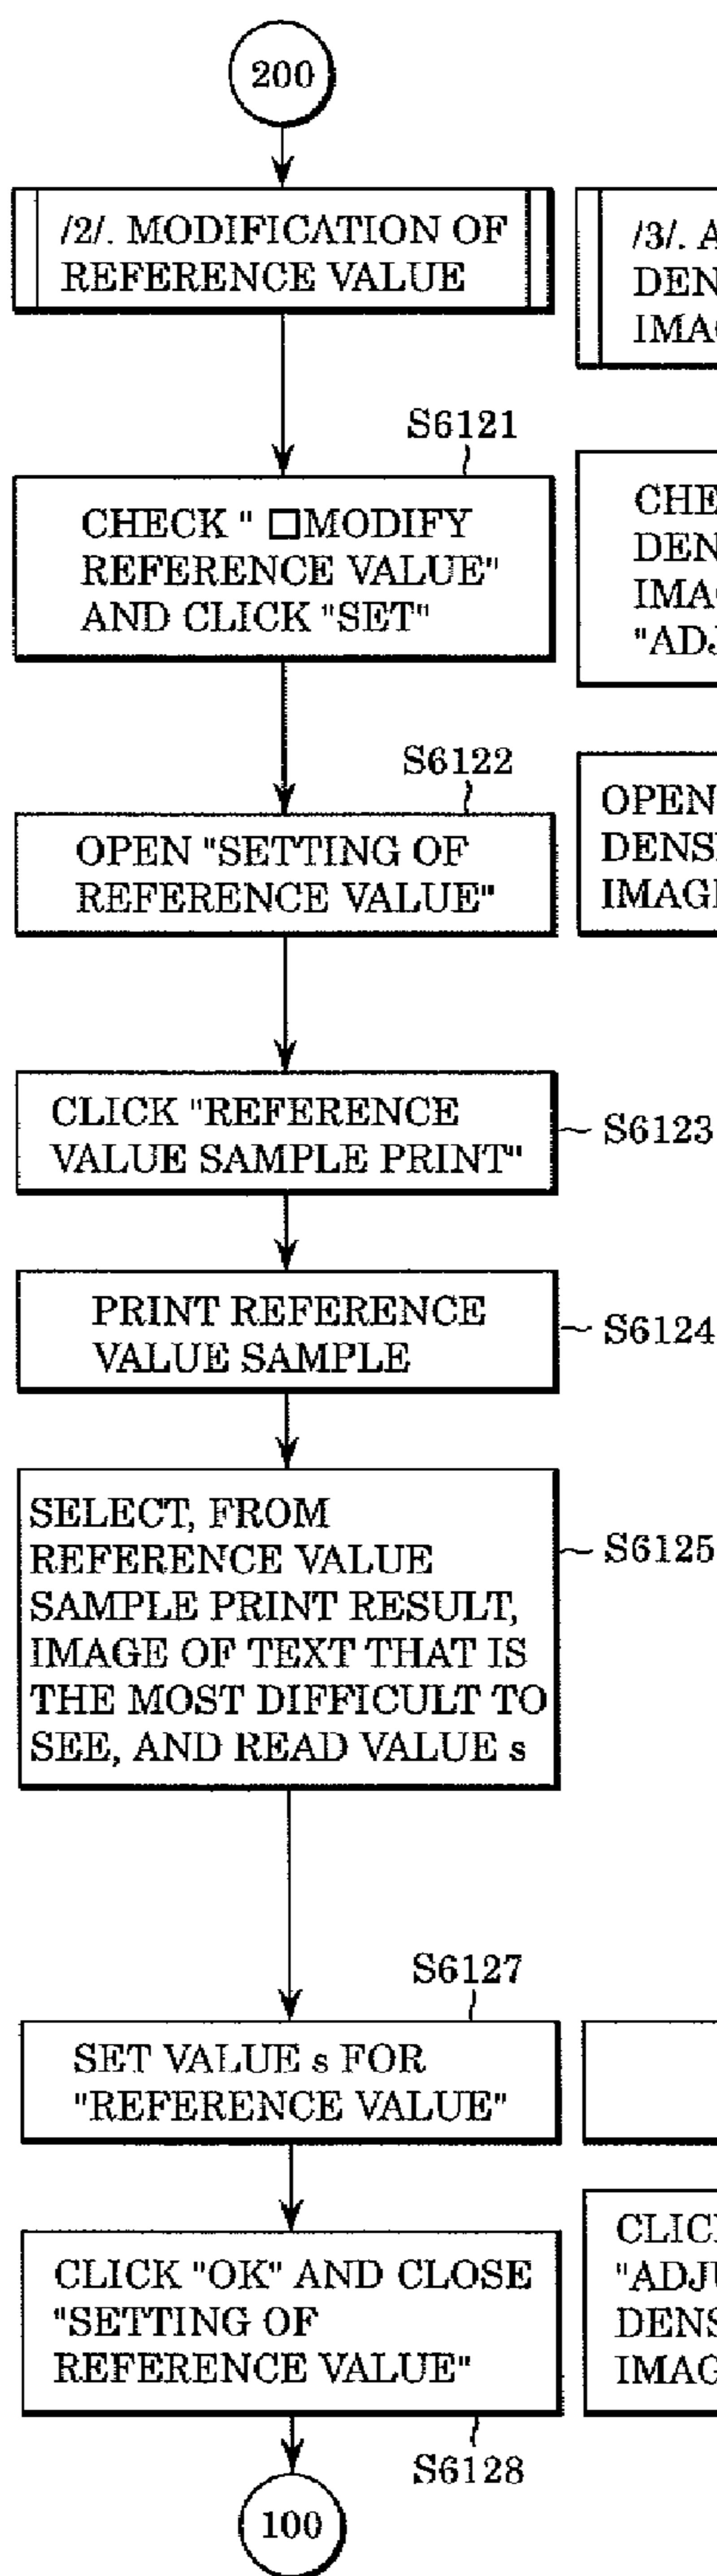 200
/2/. MODIFICATION OF
REFERENCE VALUE
S6121
CHECK " □MODIFY
REFERENCE VALUE"
AND CLICK "SET"
S6122
OPEN "SETTING OF
REFERENCE VALUE"
CLICK "REFERENCE
VALUE SAMPLE PRINT"
S6123
PRINT REFERENCE
VALUE SAMPLE
S6124
SELECT, FROM
REFERENCE VALUE
SAMPLE PRINT RESULT,
IMAGE OF TEXT THAT IS
THE MOST DIFFICULT TO
SEE, AND READ VALUE s
S6125
S6127
SET VALUE s FOR
"REFERENCE VALUE"
CLICK "OK" AND CLOSE
"SETTING OF
REFERENCE VALUE"
S6128
100
/3/.
OPEN